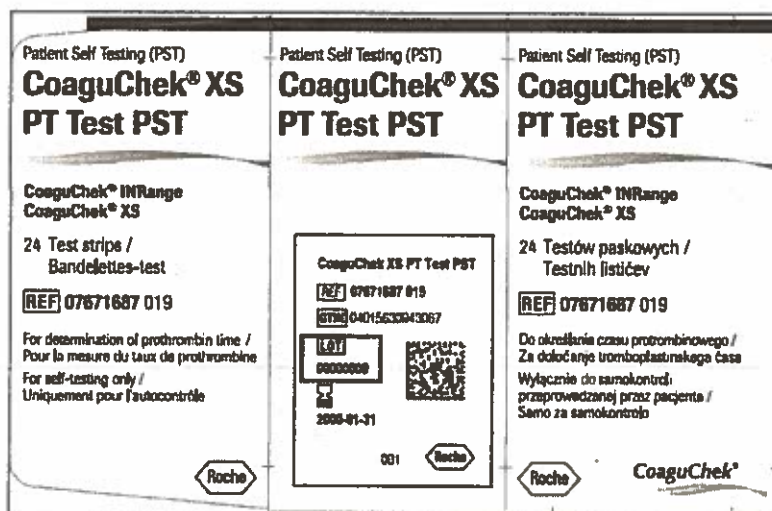 Patient Self Testing (PST)
CoaguChek® XS
PT Test PST
CoaguChek® INRange
CoaguChek® XS
24 Test strips /
Bandelettes-test
REF 07671687 019
For determination of prothrombin time /
Pour la mesure du taux de prothrombine
For self-testing only /
Uniquement pour l'autocontrôle
Roche
Patient Self Testing (PST)
CoaguChek® XS
PT Test PST
CoaguChek XS PT Test PST
REF 07671687 019
GTIN 04015630943067
LOT
00000000
2000-01-31
001
Roche
Patient Self Testing (PST)
CoaguChek® XS
PT Test PST
CoaguChek® INRange
CoaguChek® XS
24 Testów paskowych /
Testnih lističev
REF 07671687 019
Do określania czasu protrombinowego /
Za določanje tromboplastinskega časa
Wyłącznie do samokontroli
przeprowadzanej przez pacjenta /
Samo za samokontrolo
Roche
CoaguChek®